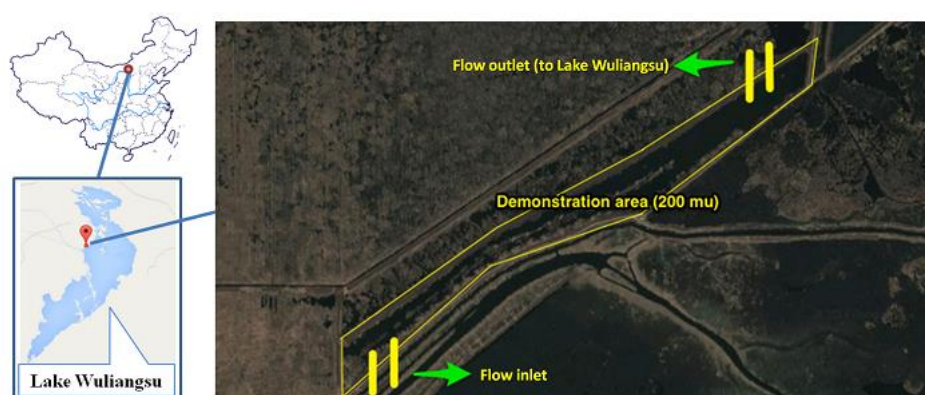 Flow outlet (to Lake Wuliangsu)
Demonstration area (200 mu)
Lake Wuliangsu
Flow inlet